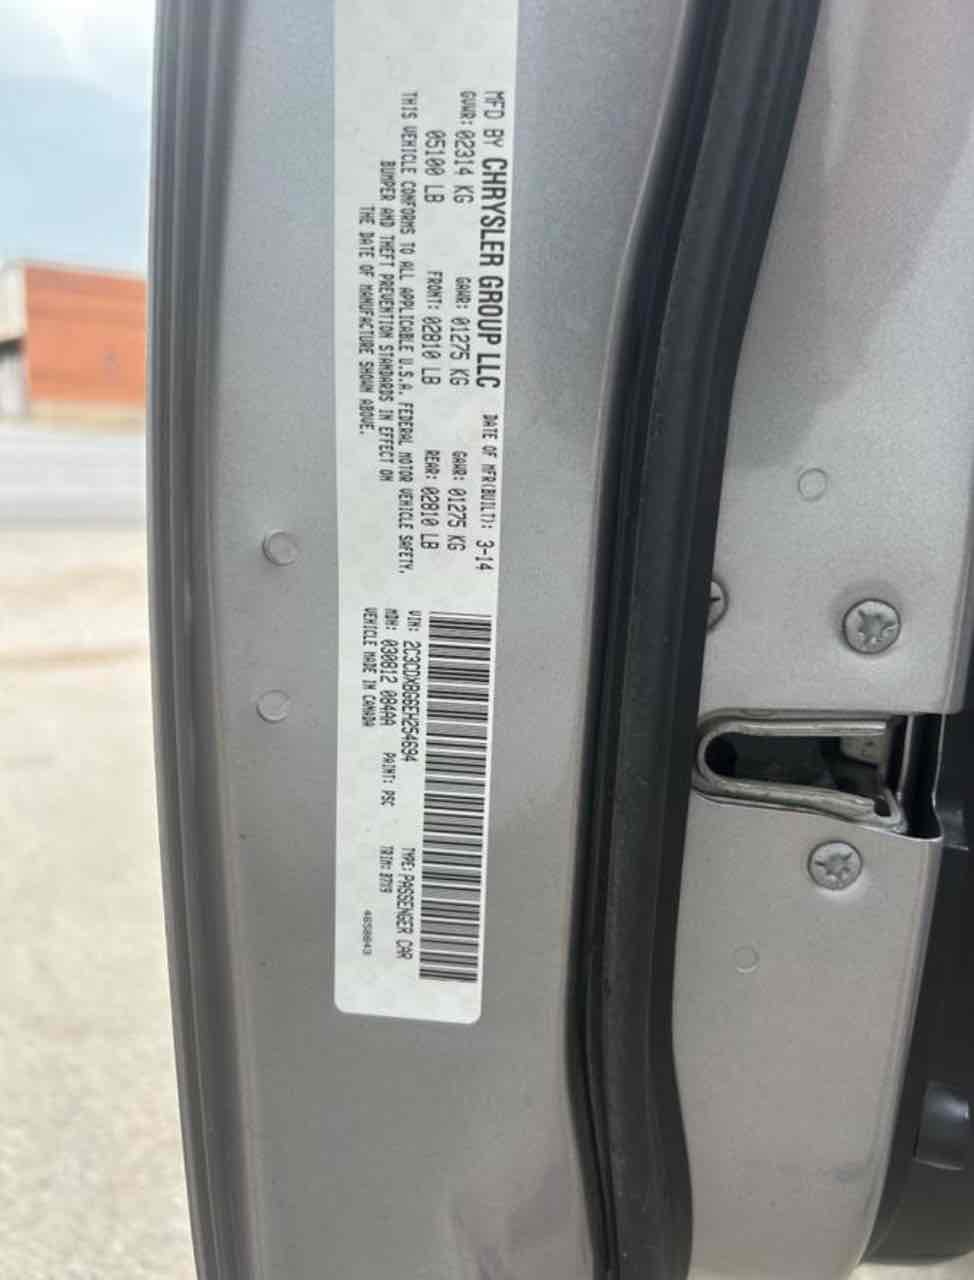 MFD BY CHRYSLER GROUP LLC DATE OF MFR(BUILT): 3-14
GVWR: 02314 KG GAWR: 01275 KG GAWR: 01275 KG
05100 LB FRONT: 02810 LB REAR: 02810 LB
THIS VEHICLE CONFORMS TO ALL APPLICABLE U.S.A. FEDERAL MOTOR VEHICLE SAFETY,
BUMPER AND THEFT PREVENTION STANDARDS IN EFFECT ON
THE DATE OF MANUFACTURE SHOWN ABOVE.
VIN: 2C3CDXBG6EH254694 TYPE: PASSENGER CAR
MDH: 030812 084AA PAINT: PSC TRIM:
VEHICLE MADE IN CANADA